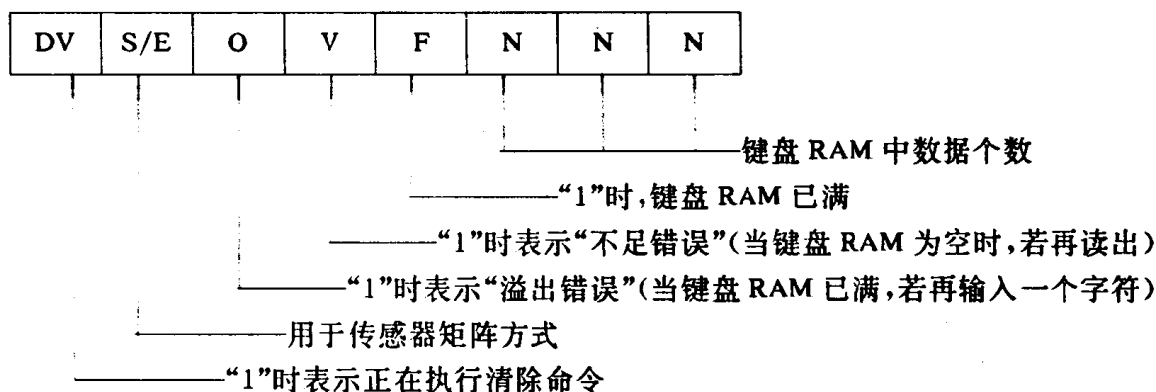 DV S/E O V F N N N
键盘 RAM 中数据个数
“1”时,键盘 RAM 已满
“1”时表示“不足错误”(当键盘 RAM 为空时,若再读出)
“1”时表示“溢出错误”(当键盘 RAM 已满,若再输入一个字符)
用于传感器矩阵方式
“1”时表示正在执行清除命令